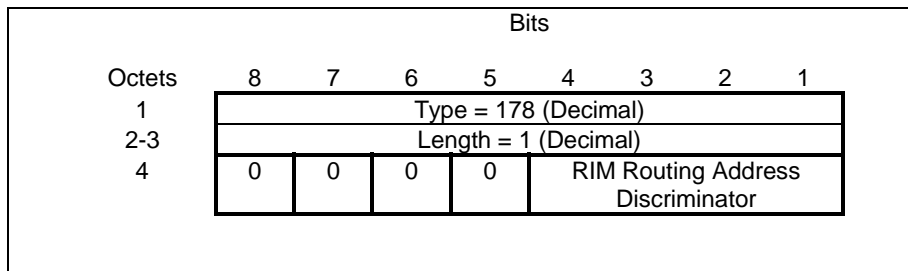 Bits
Octets 8 7 6 5 4 3 2 1
1 Type = 178 (Decimal)
2-3 Length = 1 (Decimal)
4 0 0 0 0 RIM Routing Address
Discriminator